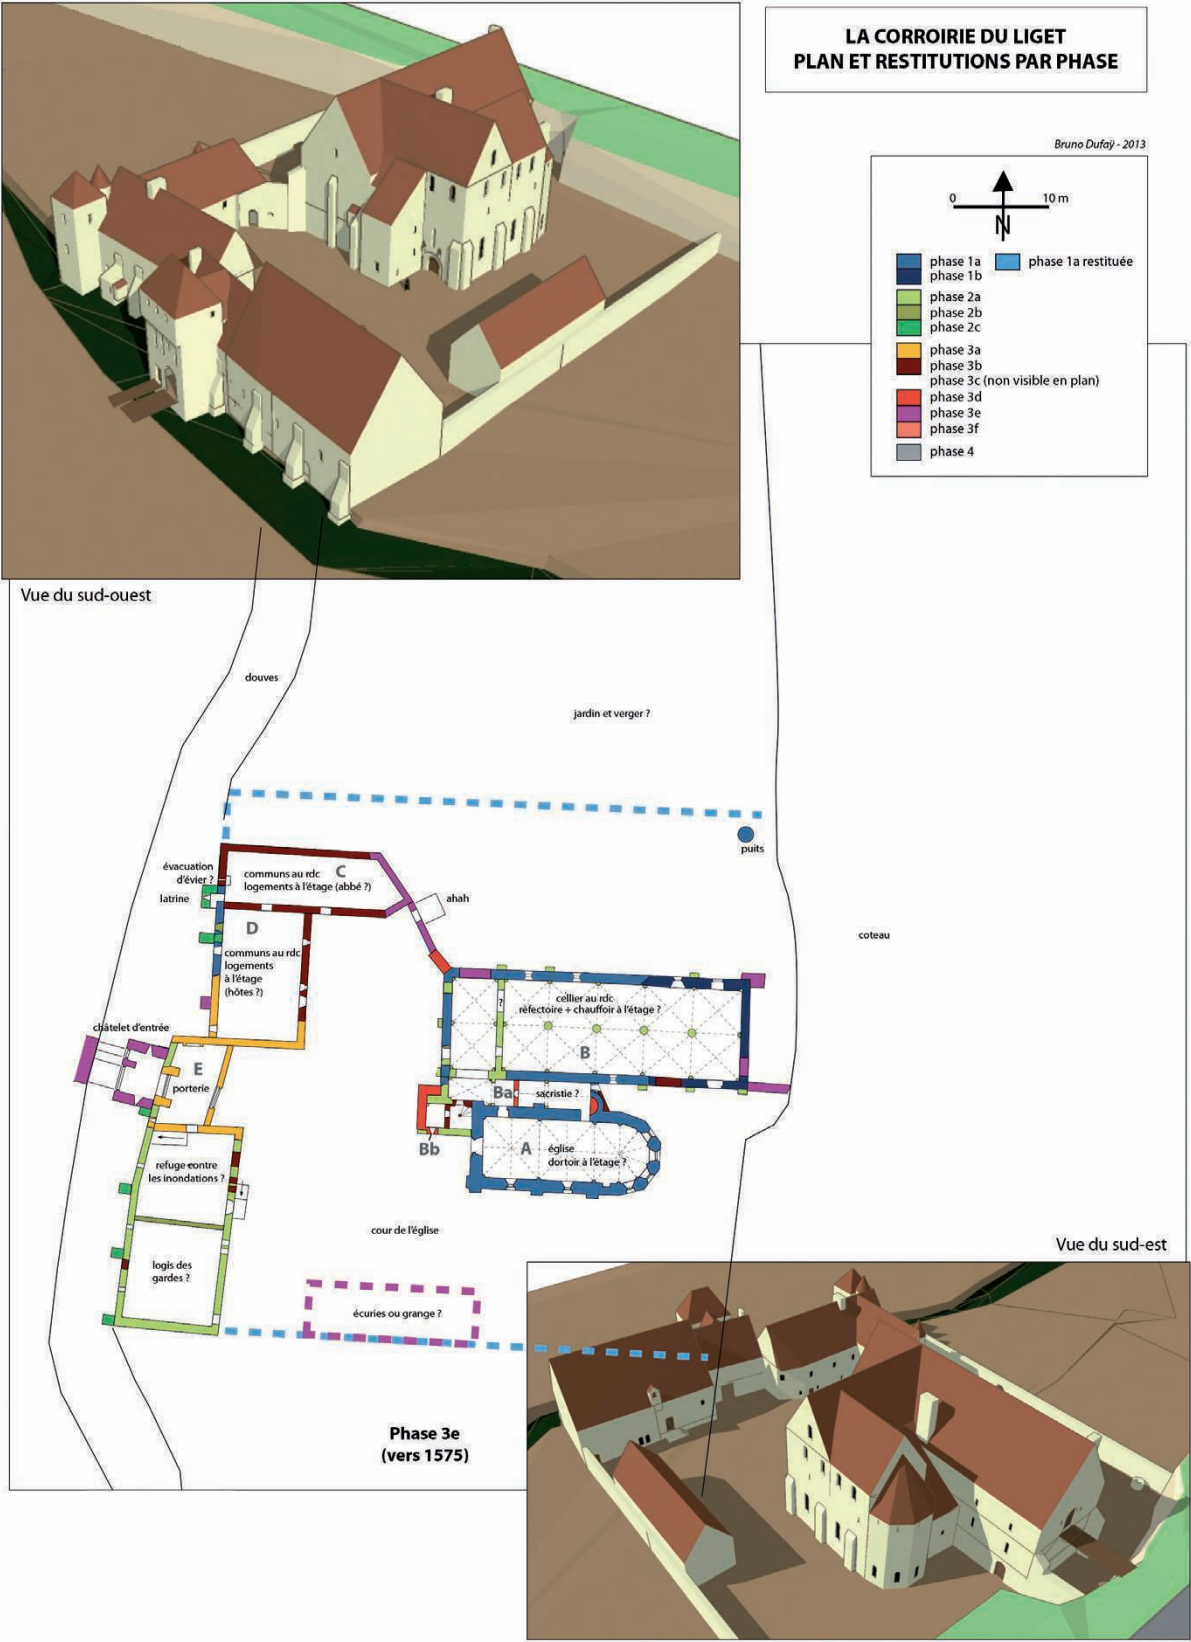 LA CORROIRIE DU LIGET
PLAN ET RESTITUTIONS PAR PHASE
Bruno Dufaÿ - 2013
0 10 m
N
phase 1a phase 1a restituée
phase 1b
phase 2a
phase 2b
phase 2c
phase 3a
phase 3b
phase 3c (non visible en plan)
phase 3d
phase 3e
phase 3f
phase 4
Vue du sud-ouest
douves
jardin et verger ?
puits
évacuation
d'évier ?
latrine
communs au rdc
logements à l'étage (abbé ?)
C
ahah
D
communs au rdc
logements
à l'étage
(hôtes ?)
coteau
châtelet d'entrée
?
cellier au rdc
réfectoire + chauffoir à l'étage ?
B
E
porterie
Ba
sacristie ?
Bb
A
église
dortoir à l'étage ?
refuge contre
les inondations ?
cour de l'église
logis des
gardes ?
écuries ou grange ?
Vue du sud-est
Phase 3e
(vers 1575)